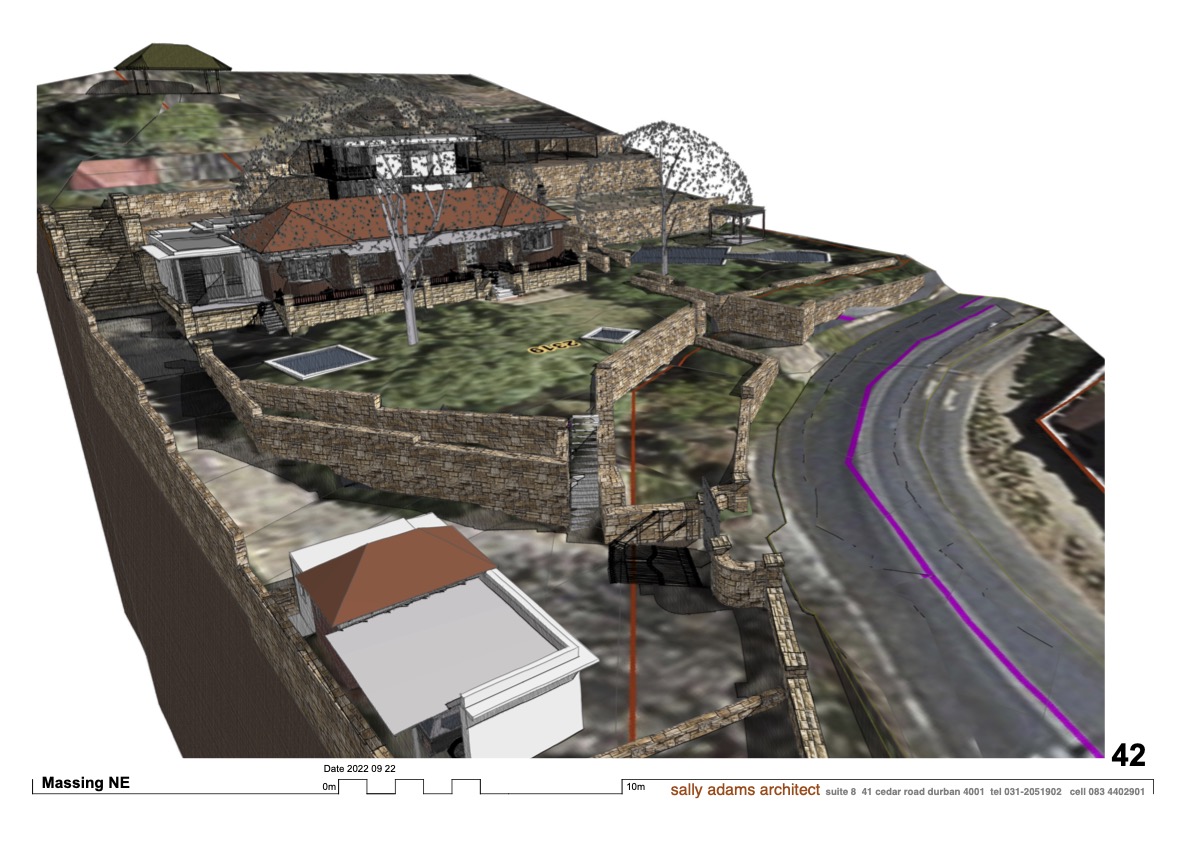 2319
42
Date 2022 09 22
Massing NE
0m
10m
sally adams architect suite 8 41 cedar road durban 4001 tel 031-2051902 cell 083 4402901